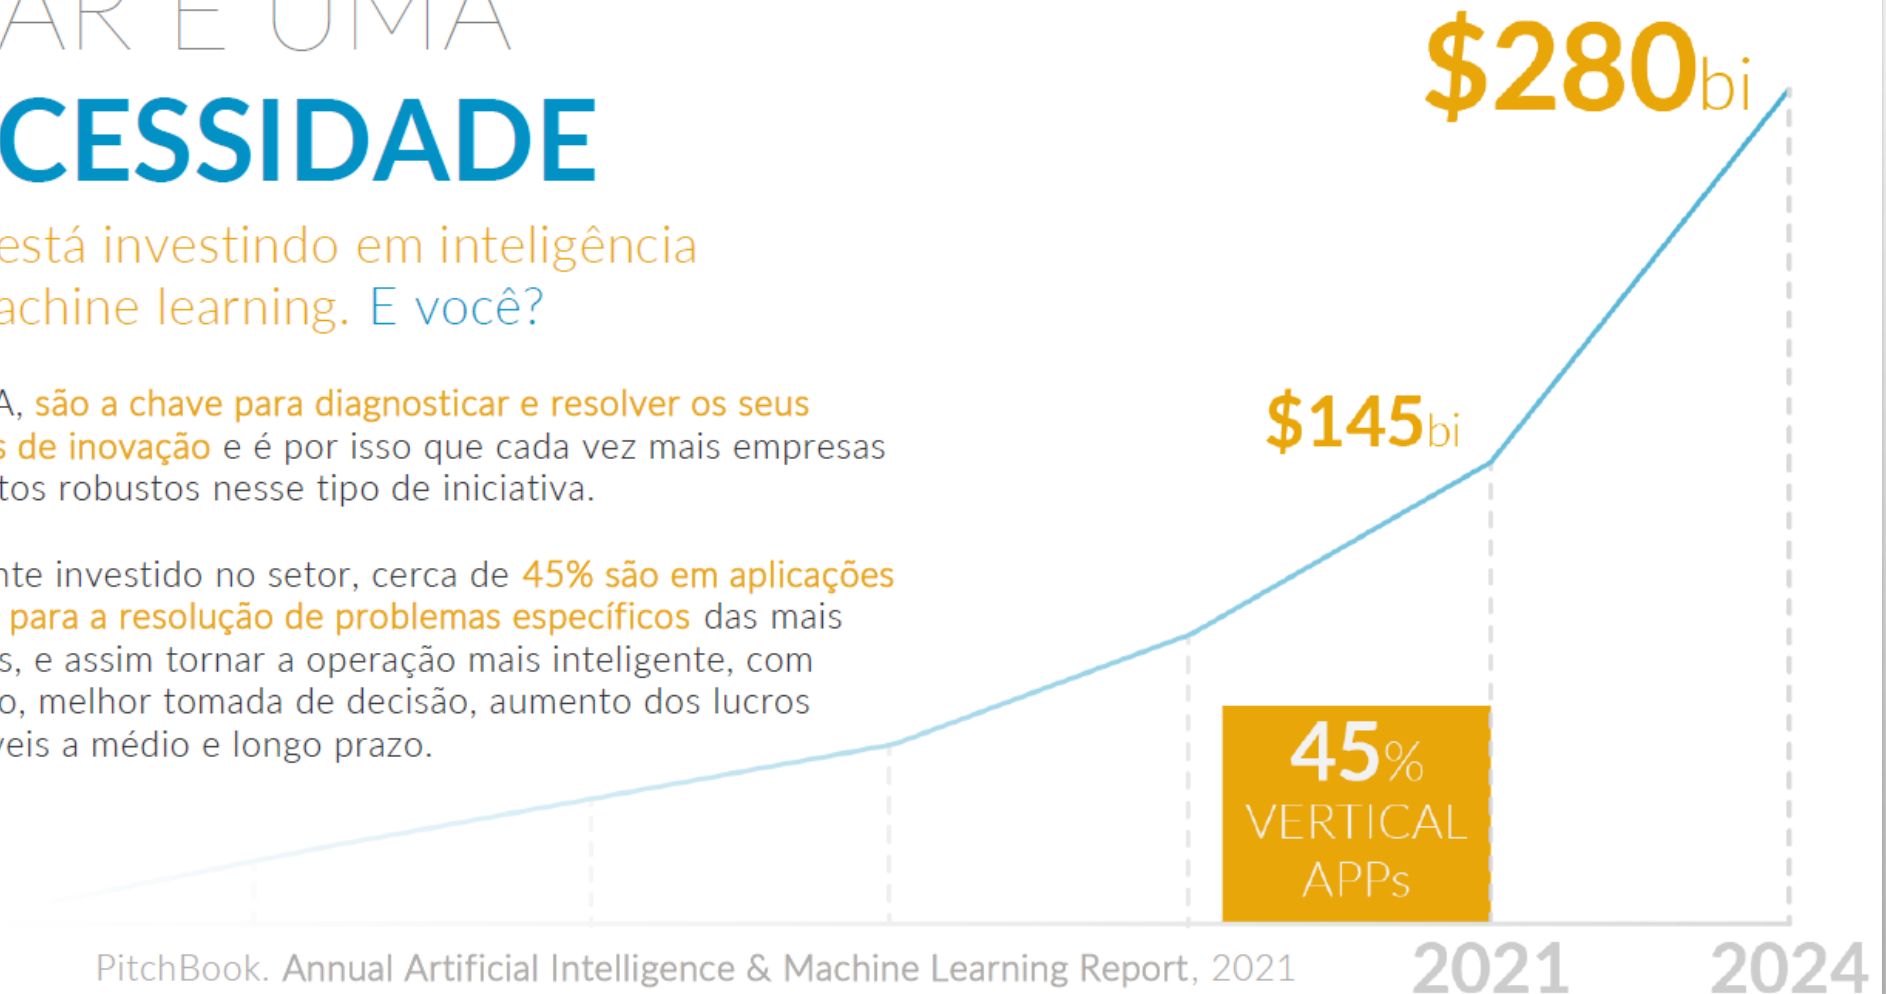 AR É UMA
CESSIDADE
está investindo em inteligência
achine learning. E você?
A, são a chave para diagnosticar e resolver os seus
s de inovação e é por isso que cada vez mais empresas
tos robustos nesse tipo de iniciativa.
nte investido no setor, cerca de 45% são em aplicações
para a resolução de problemas específicos das mais
s, e assim tornar a operação mais inteligente, com
o, melhor tomada de decisão, aumento dos lucros
veis a médio e longo prazo.
$280bi
$145bi
45%
VERTICAL
APPs
2021
2024
PitchBook. Annual Artificial Intelligence & Machine Learning Report, 2021